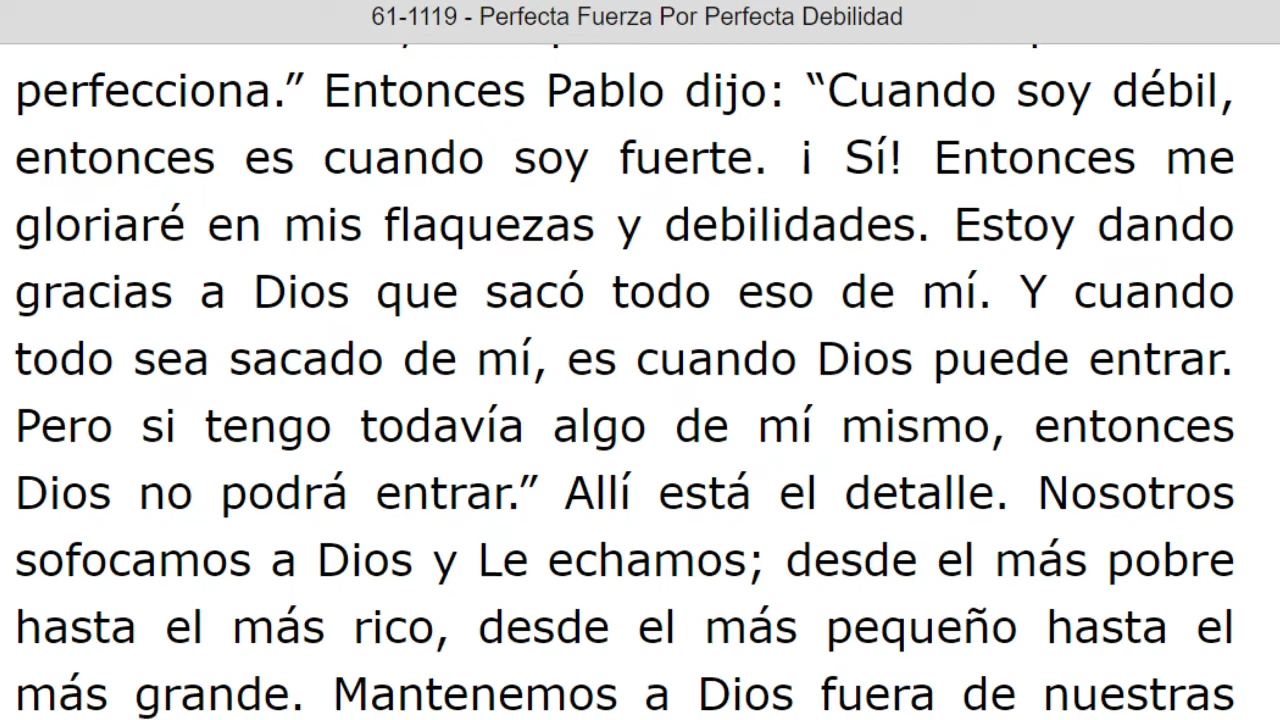 61-1119 - Perfecta Fuerza Por Perfecta Debilidad
perfecciona.” Entonces Pablo dijo: “Cuando soy débil,
entonces es cuando soy fuerte. ¡ Sí! Entonces me
gloriaré en mis flaquezas y debilidades. Estoy dando
gracias a Dios que sacó todo eso de mí. Y cuando
todo sea sacado de mí, es cuando Dios puede entrar.
Pero si tengo todavía algo de mí mismo, entonces
Dios no podrá entrar.” Allí está el detalle. Nosotros
sofocamos a Dios y Le echamos; desde el más pobre
hasta el más rico, desde el más pequeño hasta el
más grande. Mantenemos a Dios fuera de nuestras